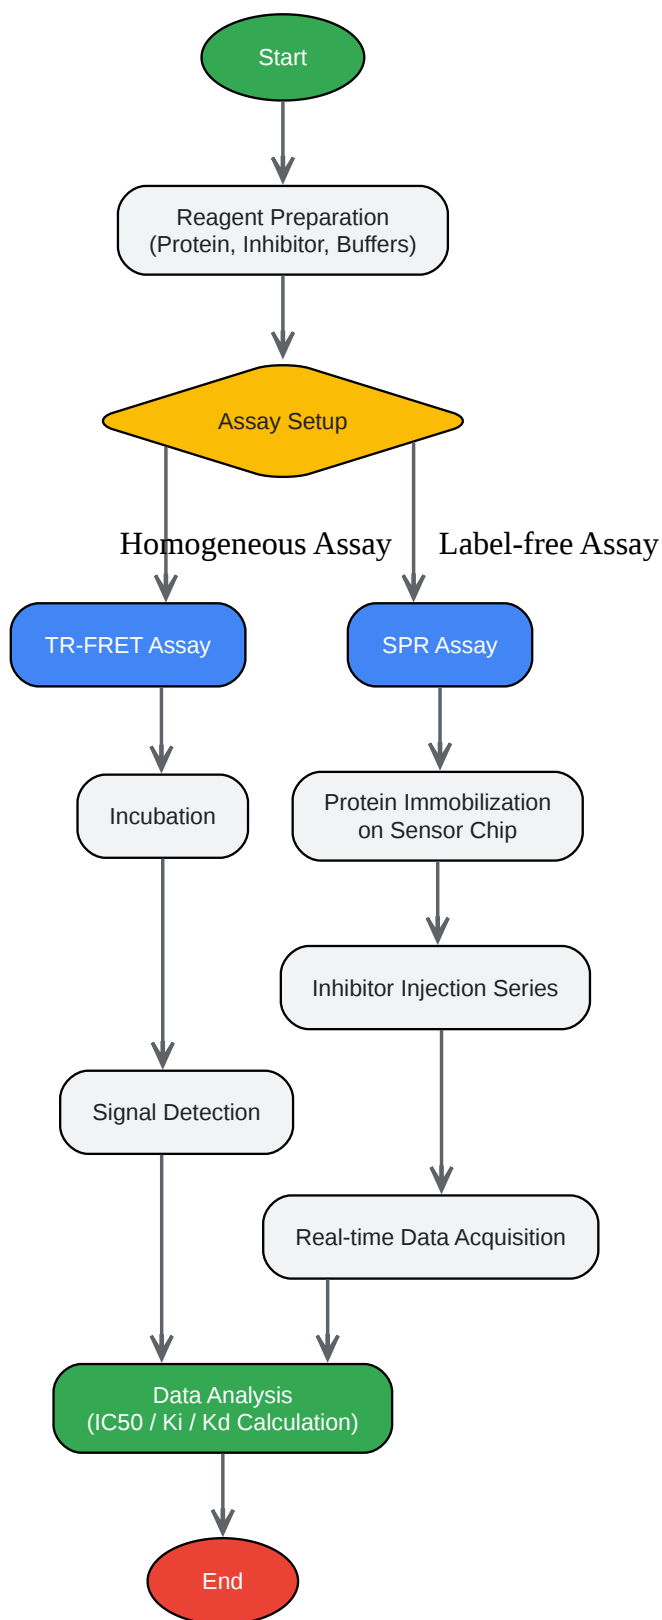 Start
Reagent Preparation
(Protein, Inhibitor, Buffers)
Assay Setup
Homogeneous Assay
Label-free Assay
TR-FRET Assay
SPR Assay
Incubation
Protein Immobilization
on Sensor Chip
Inhibitor Injection Series
Signal Detection
Real-time Data Acquisition
Data Analysis
(IC50 / Ki / Kd Calculation)
End